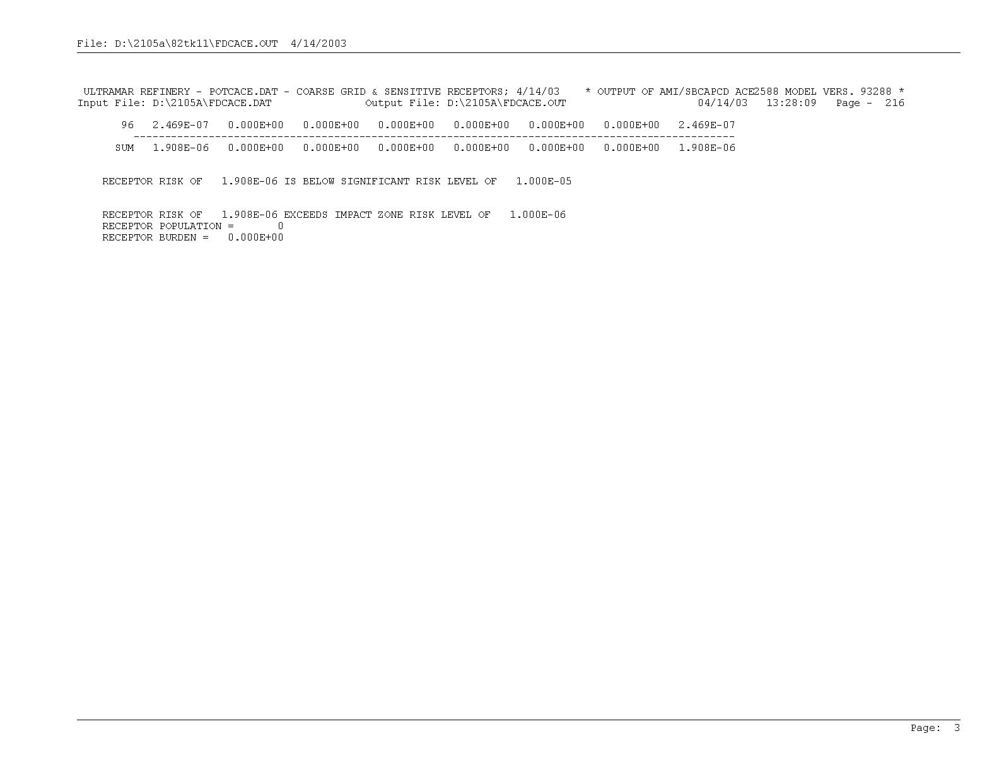 File: D:\2105a\82tk11\FDCACE.OUT  4/14/2003
ULTRAMAR REFINERY - POTCACE.DAT - COARSE GRID & SENSITIVE RECEPTORS; 4/14/03    * OUTPUT OF AMI/SBCAPCD ACE2588 MODEL VERS. 93288 *
Input File: D:\2105A\FDCACE.DAT               Output File: D:\2105A\FDCACE.OUT                     04/14/03   13:28:09   Page -  216
96   2.469E-07   0.000E+00   0.000E+00   0.000E+00   0.000E+00   0.000E+00   0.000E+00   2.469E-07
------------------------------------------------------------------------------------------------
SUM   1.908E-06   0.000E+00   0.000E+00   0.000E+00   0.000E+00   0.000E+00   0.000E+00   1.908E-06
RECEPTOR RISK OF   1.908E-06 IS BELOW SIGNIFICANT RISK LEVEL OF   1.000E-05
RECEPTOR RISK OF   1.908E-06 EXCEEDS IMPACT ZONE RISK LEVEL OF   1.000E-06
RECEPTOR POPULATION =       0
RECEPTOR BURDEN =   0.000E+00
Page:  3